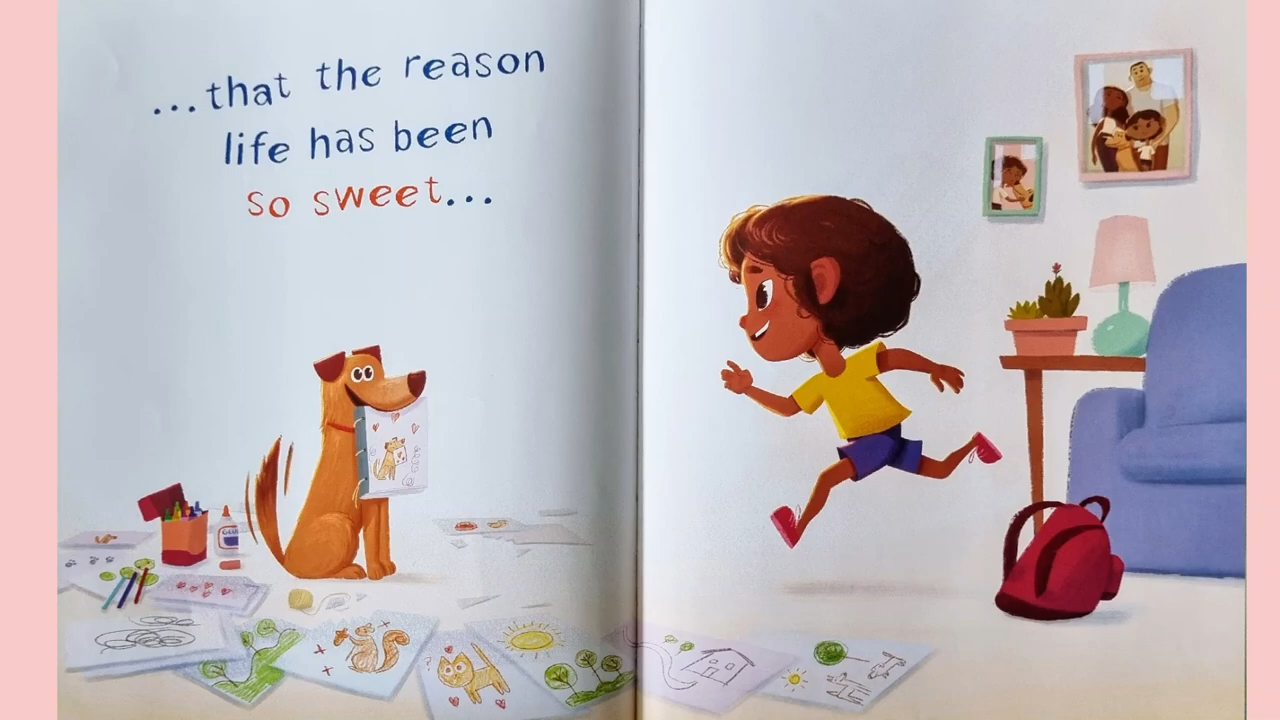 ...that the reason
life has been
so sweet...